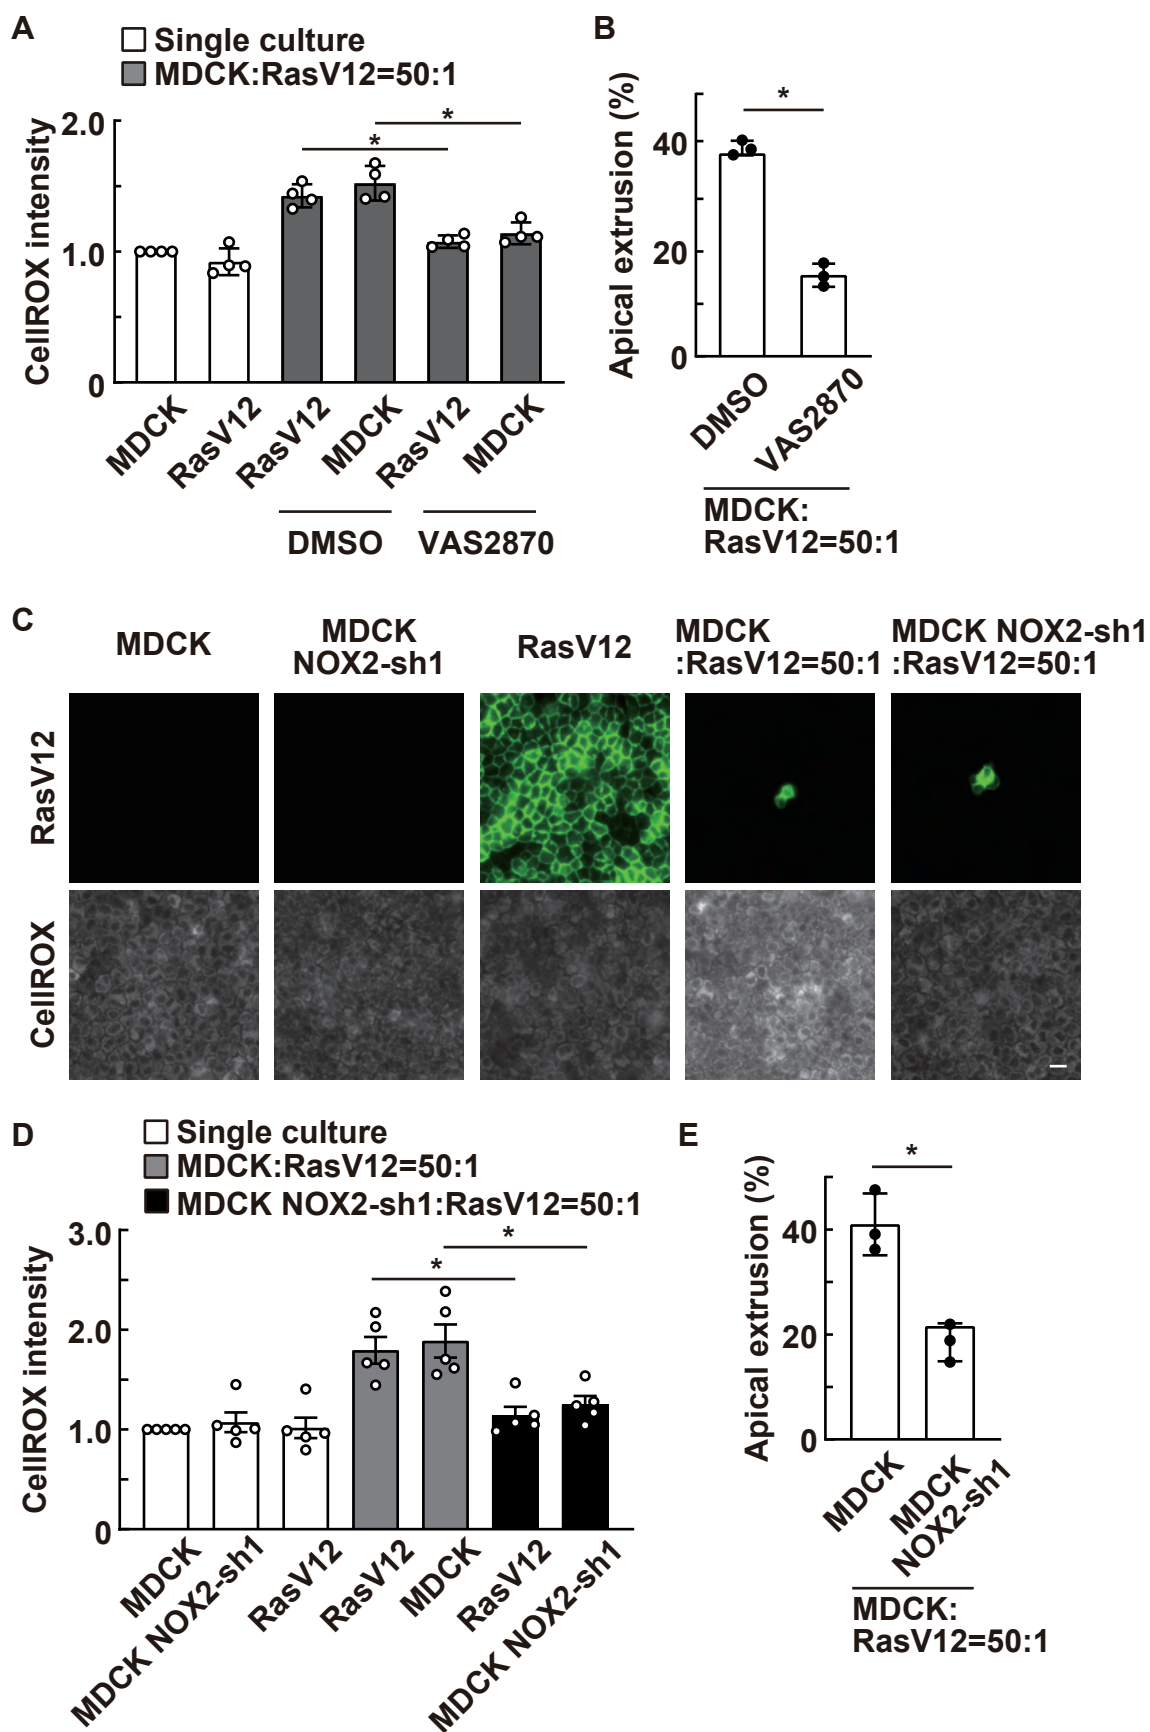 A
Single culture
MDCK:RasV12=50:1
CellROX intensity
2.0
1.0
0
*
*
MDCK
RasV12
RasV12
MDCK
RasV12
MDCK
DMSO
VAS2870
B
Apical extrusion (%)
40
20
0
*
DMSO
VAS2870
MDCK:
RasV12=50:1
C
MDCK
MDCK
NOX2-sh1
RasV12
MDCK
:RasV12=50:1
MDCK NOX2-sh1
:RasV12=50:1
RasV12
CellROX
D
Single culture
MDCK:RasV12=50:1
MDCK NOX2-sh1:RasV12=50:1
CellROX intensity
3.0
2.0
1.0
0
*
*
MDCK
MDCK NOX2-sh1
RasV12
RasV12
MDCK
RasV12
MDCK NOX2-sh1
E
Apical extrusion (%)
40
20
0
*
MDCK
MDCK
NOX2-sh1
MDCK:
RasV12=50:1